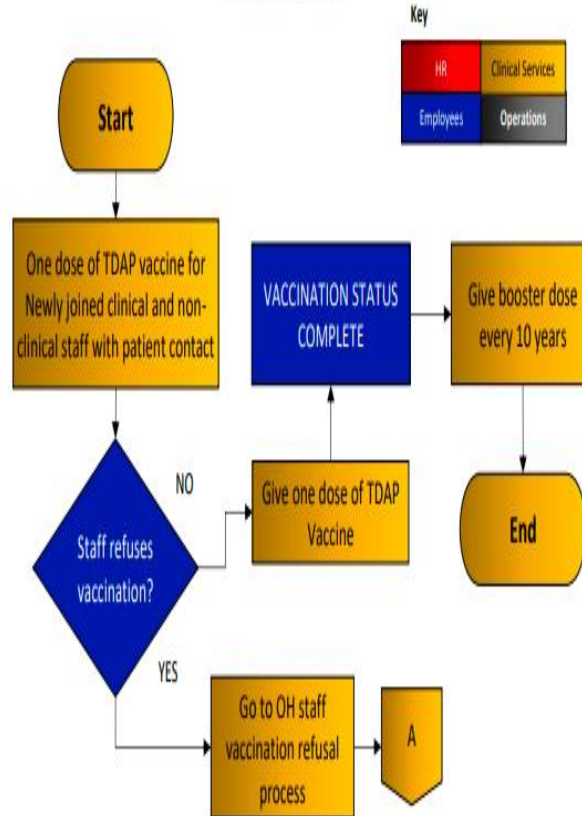 Key
HR
Clinical Services
Employees
Operations
Start
One dose of TDAP vaccine for
Newly joined clinical and non-
clinical staff with patient contact
VACCINATION STATUS
COMPLETE
Give booster dose
every 10 years
NO
Give one dose of TDAP
Vaccine
End
Staff refuses
vaccination?
YES
Go to OH staff
vaccination refusal
process
A